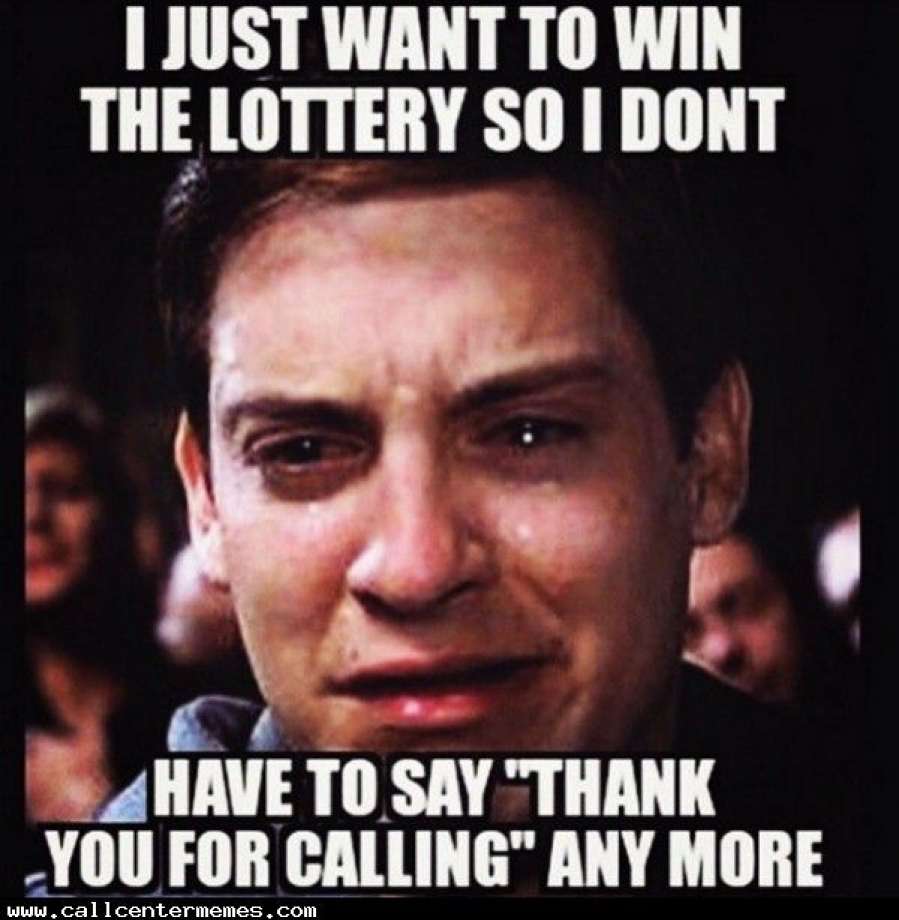 I JUST WANT TO WIN
THE LOTTERY SO I DONT
HAVE TO SAY "THANK
YOU FOR CALLING" ANY MORE
www.callcentermemes.com